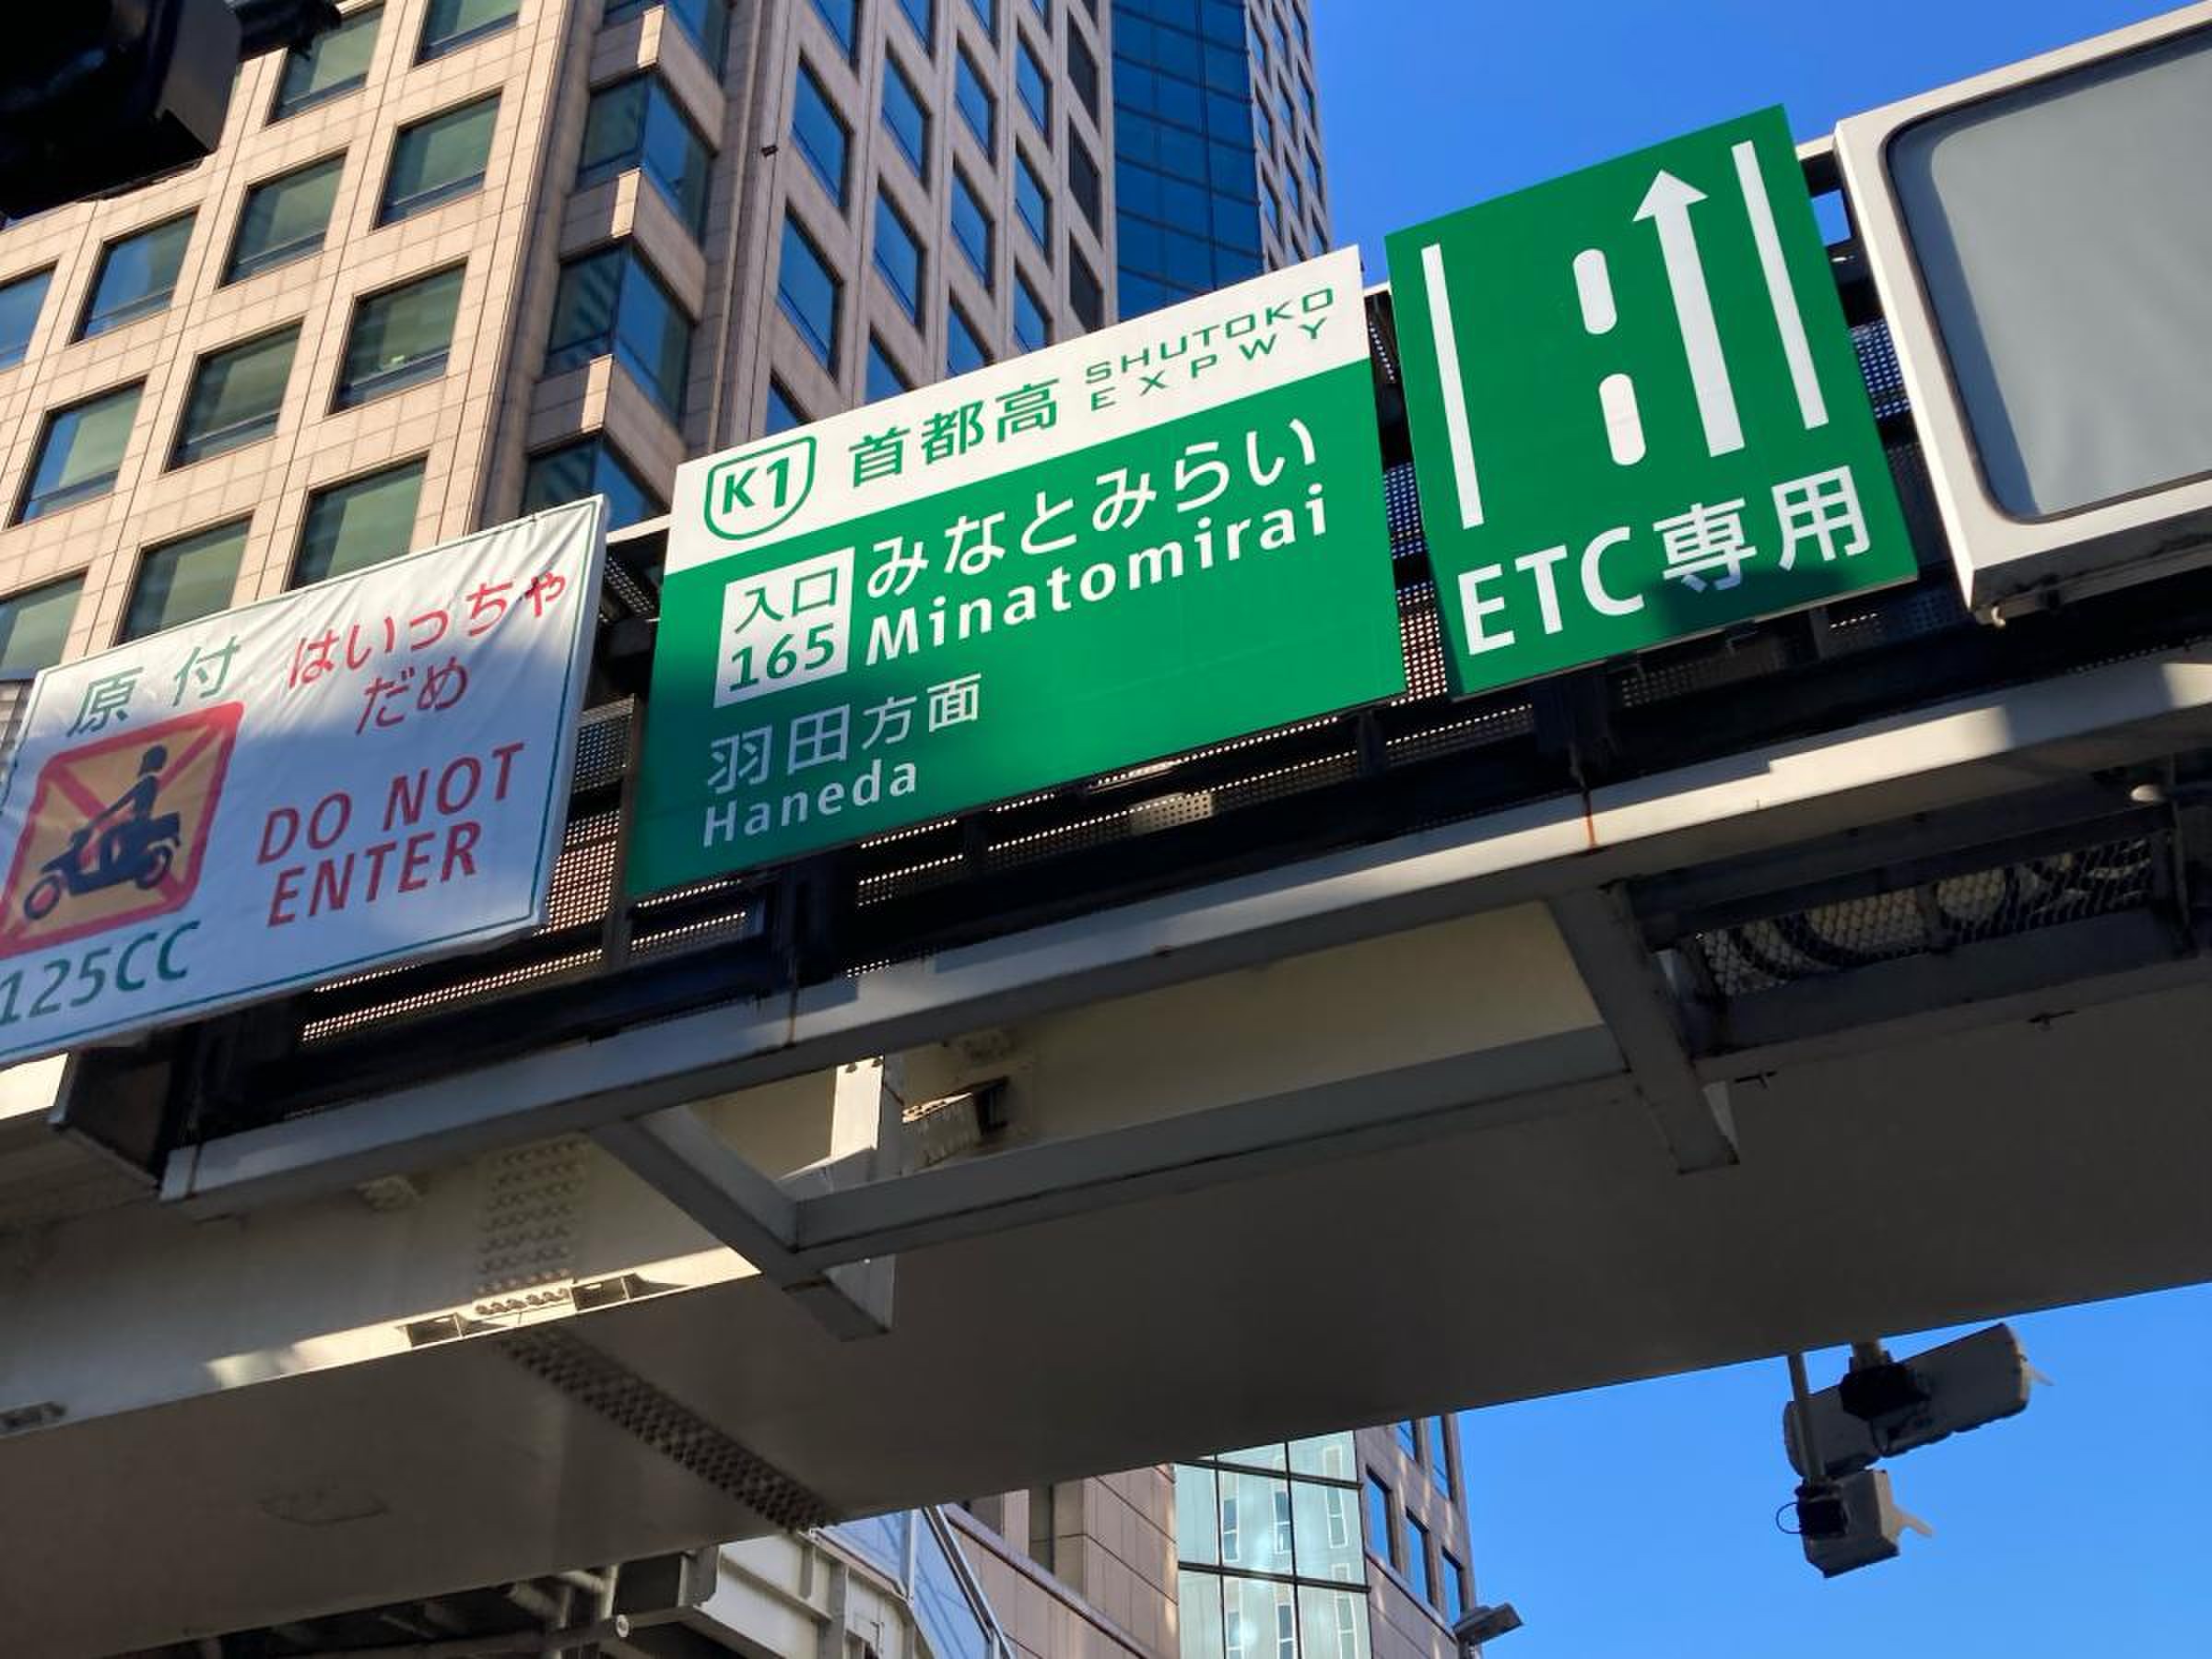 原付 はいっちゃ
だめ
DO NOT
ENTER
125CC
K1 首都高 SHUTOKO
EXPWY
入口
165
みなとみらい
Minatomirai
羽田方面
Haneda
ETC専用